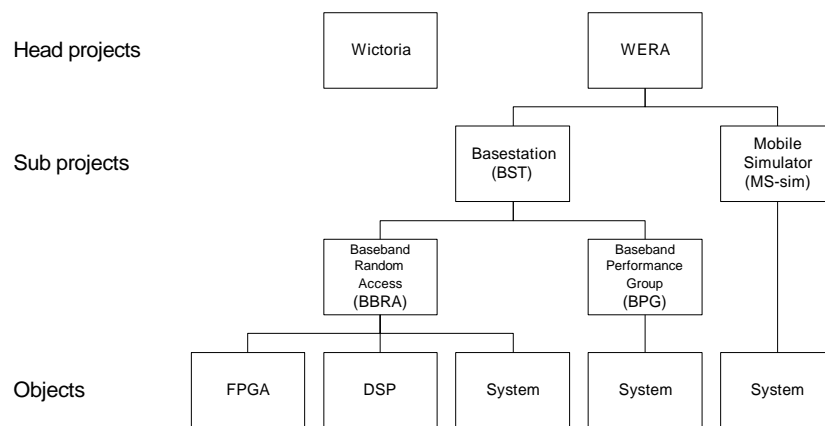 Head projects
Wictoria
WERA
Sub projects
Basestation
(BST)
Mobile
Simulator
(MS-sim)
Baseband
Random
Access
(BBRA)
Baseband
Performance
Group
(BPG)
Objects
FPGA
DSP
System
System
System